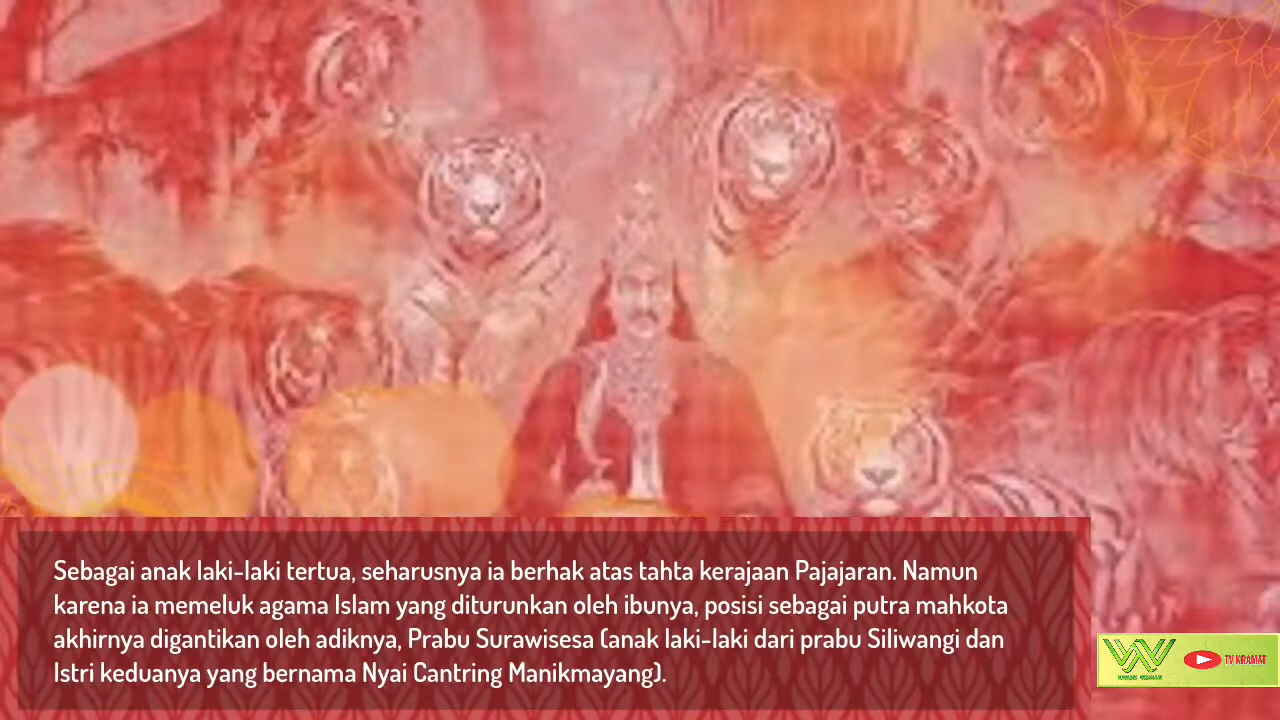 Sebagai anak laki-laki tertua, seharusnya ia berhak atas tahta kerajaan Pajajaran. Namun
karena ia memeluk agama Islam yang diturunkan oleh ibunya, posisi sebagai putra mahkota
akhirnya digantikan oleh adiknya, Prabu Surawisesa (anak laki-laki dari prabu Siliwangi dan
Istri keduanya yang bernama Nyai Cantring Manikmayang).
TV KRAMAT